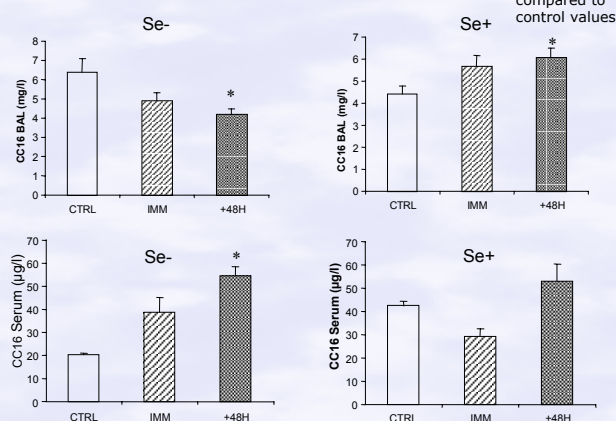 compared to
control values
Se-
8
7
6
5
4
3
2
1
0
CC16 BAL (mg/l)
*
CTRL IMM +48H
Se+
7
6
5
4
3
2
1
0
CC16 BAL (mg/l)
*
CTRL IMM +48H
Se-
70
60
50
40
30
20
10
0
CC16 Serum (µg/l)
*
CTRL IMM +48H
Se+
70
60
50
40
30
20
10
0
CC16 Serum (µg/l)
CTRL IMM +48H